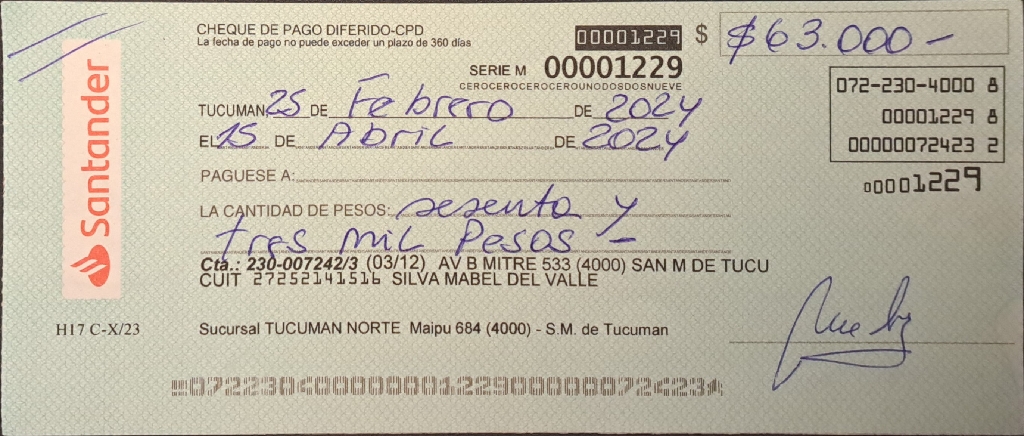 CHEQUE DE PAGO DIFERIDO-CPD
La fecha de pago no puede exceder un plazo de 360 días
00001229 $ $63.000-
SERIE M 00001229
CEROCEROCEROCEROUNODOSDOSNUEVE
TUCUMAN 25 DE Febrero DE 2024
EL 15 DE Abril DE 2024
PAGUESE A:
LA CANTIDAD DE PESOS: sesenta y
tres mil Pesos -
Cta.: 230-007242/3 (03/12) AV B MITRE 533 (4000) SAN M DE TUCU
CUIT 27252141516 SILVA MABEL DEL VALLE
H17 C-X/23
Sucursal TUCUMAN NORTE Maipu 684 (4000) - S.M. de Tucuman
072-230-4000 8
00001229 8
00000072423 2
00001229
Santander